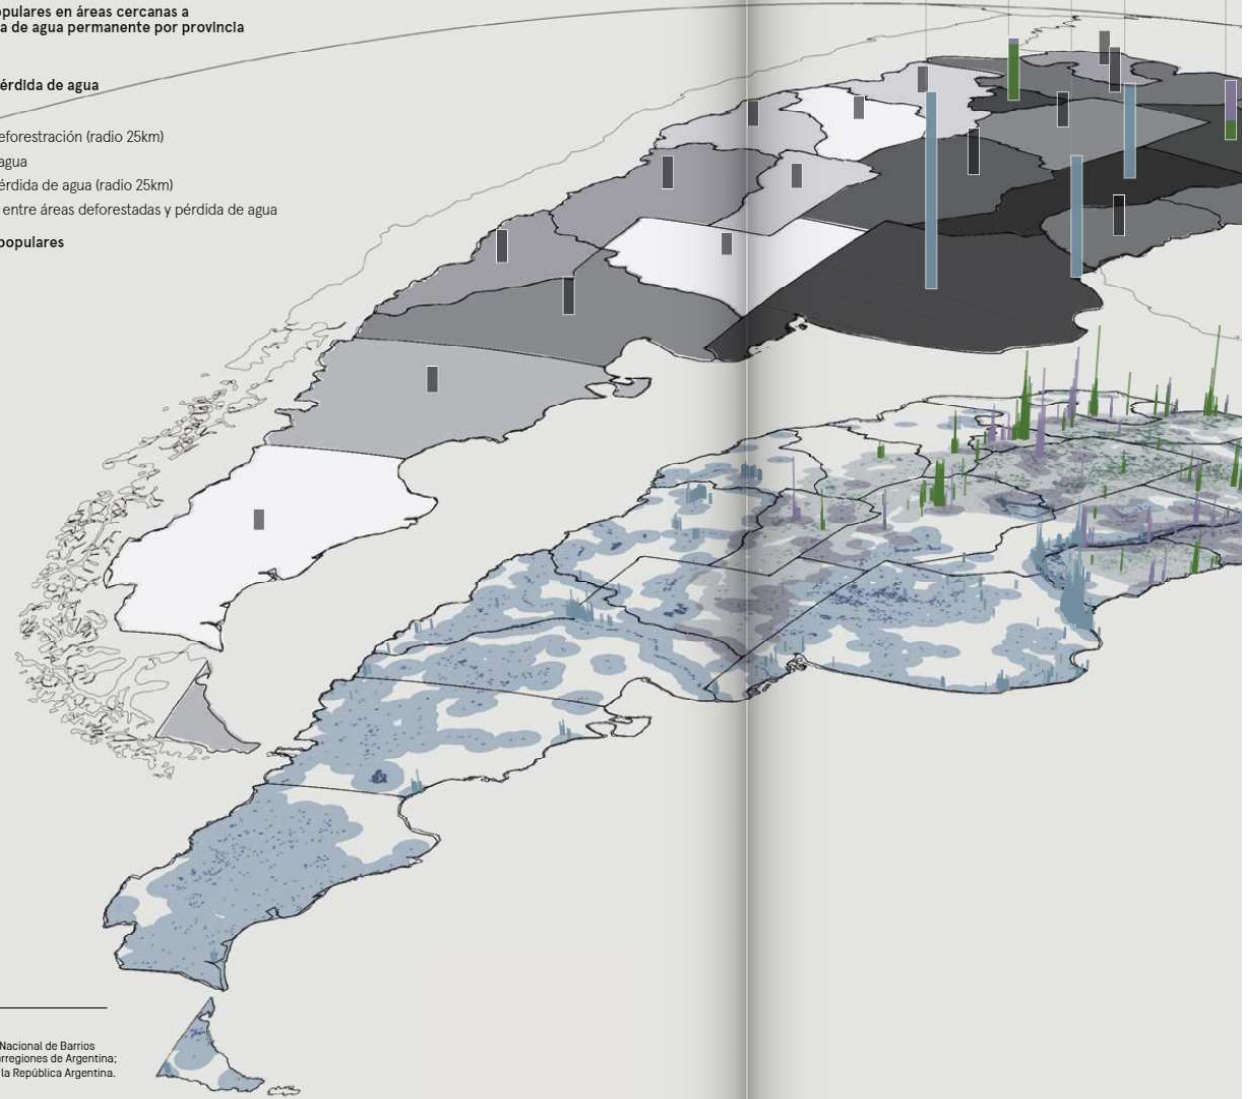 pulares en áreas cercanas a
a de agua permanente por provincia
érdida de agua
eforestración (radio 25km)
agua
érdida de agua (radio 25km)
entre áreas deforestadas y pérdida de agua
populares
Nacional de Barrios
rregiones de Argentina;
la República Argentina.